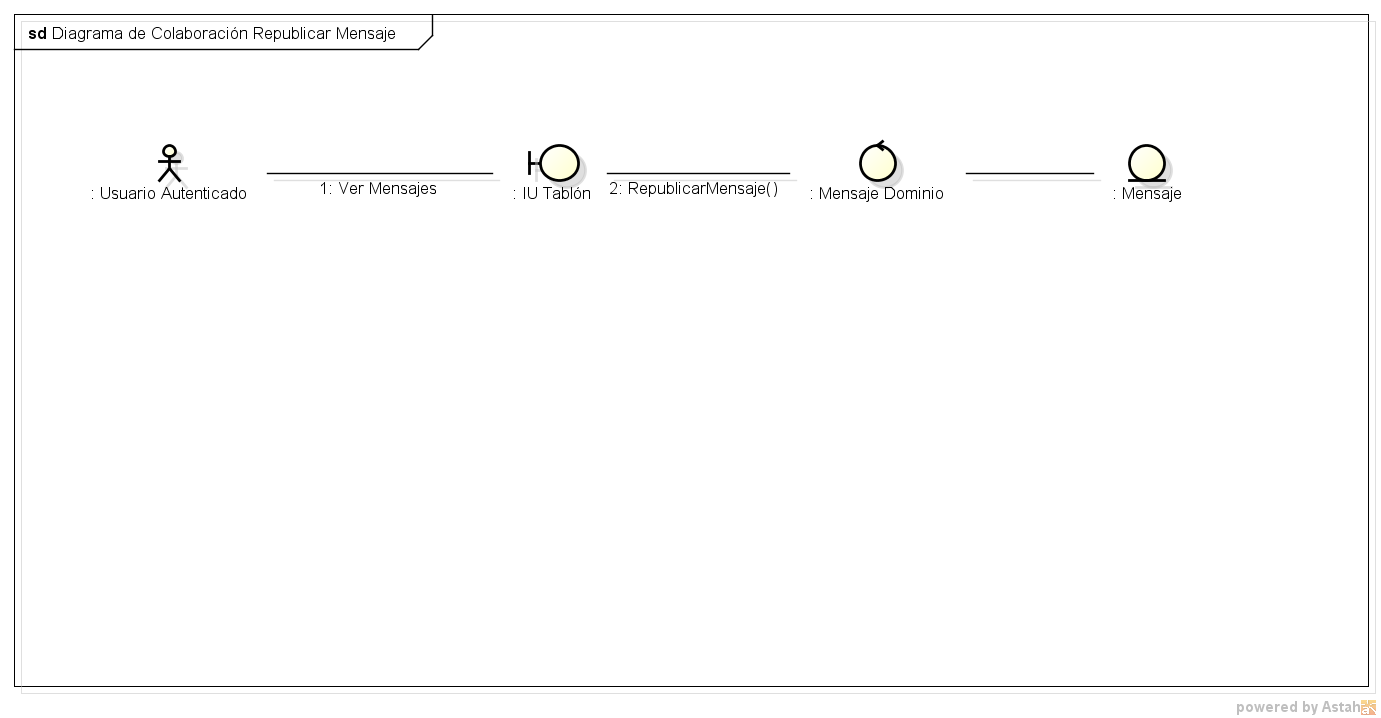 sd Diagrama de Colaboración Republicar Mensaje
1: Ver Mensajes
2: RepublicarMensaje()
: Usuario Autenticado
: IU Tablón
: Mensaje Dominio
: Mensaje
powered by Astah